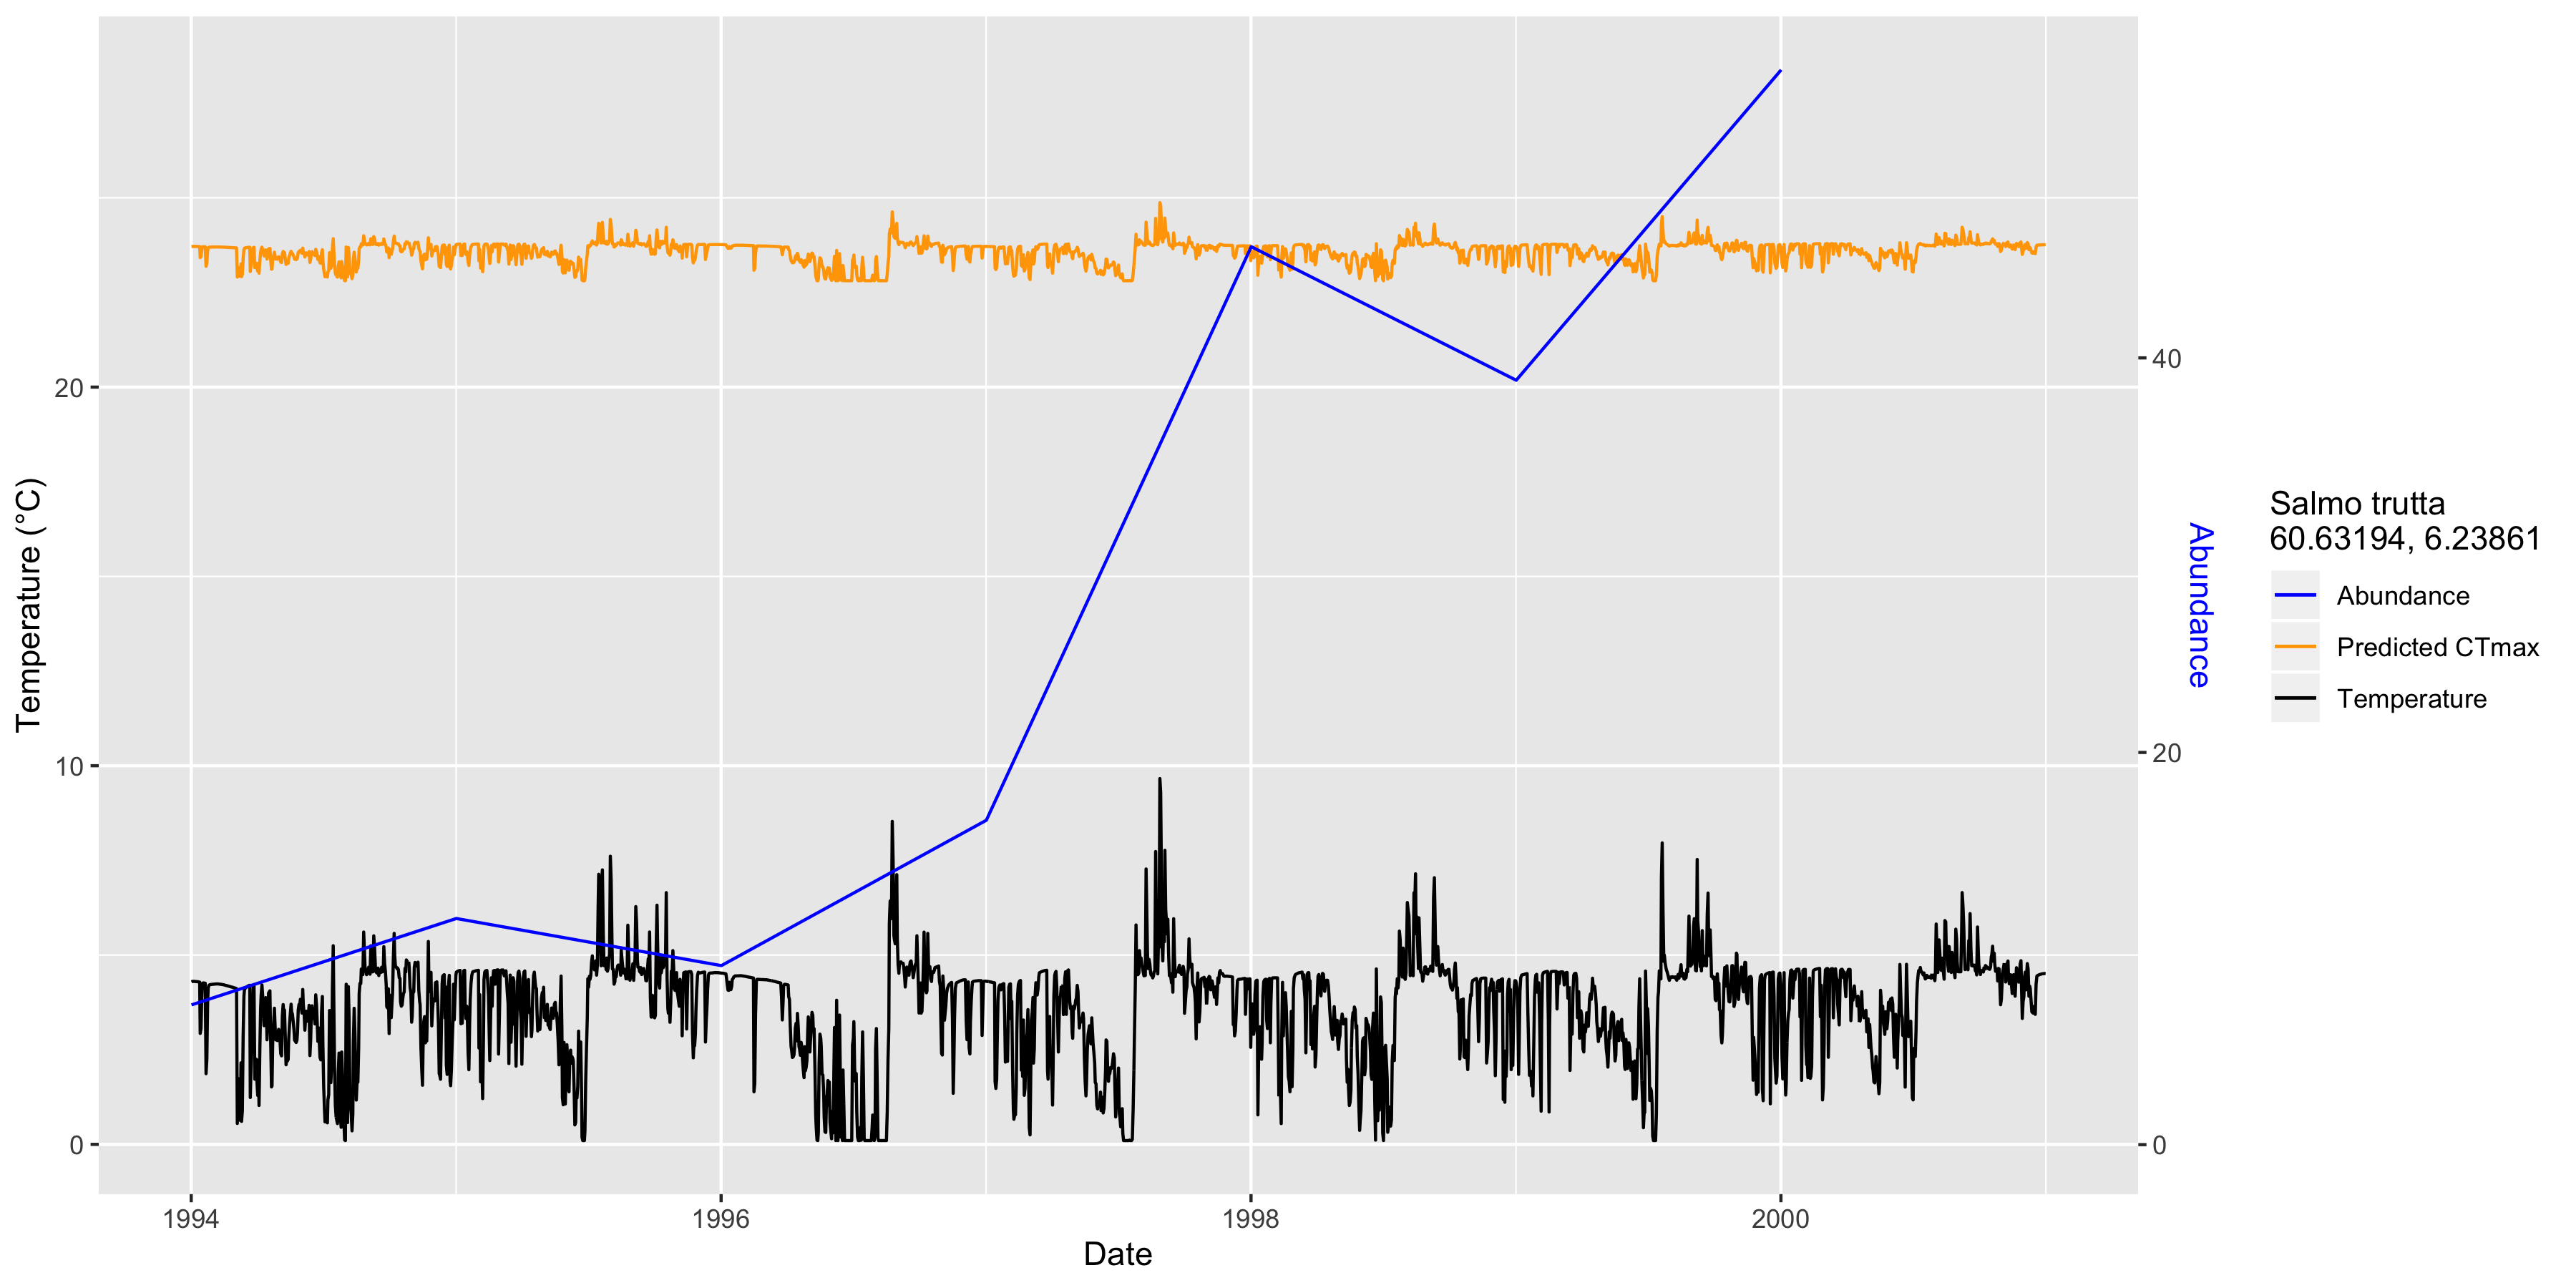 Temperature (°C)
20
10
0
1994
1996
1998
2000
Date
40
20
0
Abundance
Salmo trutta
60.63194, 6.23861
Abundance
Predicted CTmax
Temperature